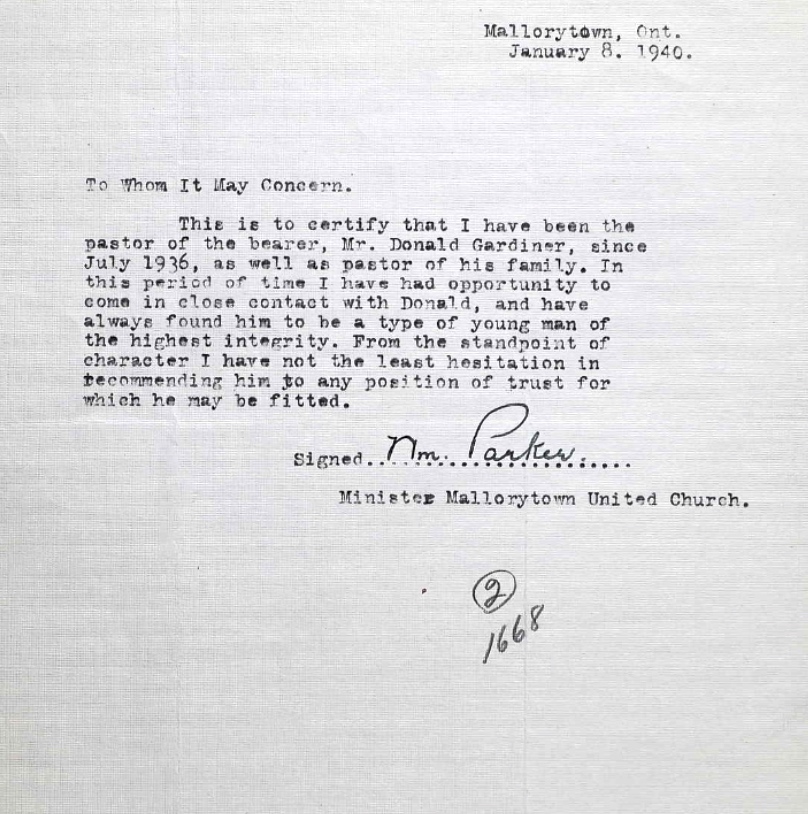 Mallorytown, Ont.
January 8. 1940.
To Whom It May Concern.
This is to certify that I have been the
pastor of the bearer, Mr. Donald Gardiner, since
July 1936, as well as pastor of his family. In
this period of time I have had opportunity to
come in close contact with Donald, and have
always found him to be a type of young man of
the highest integrity. From the standpoint of
character I have not the least hesitation in
recommending him to any position of trust for
which he may be fitted.
Signed..Wm. Parker.....
Minister Mallorytown United Church.
2
1668